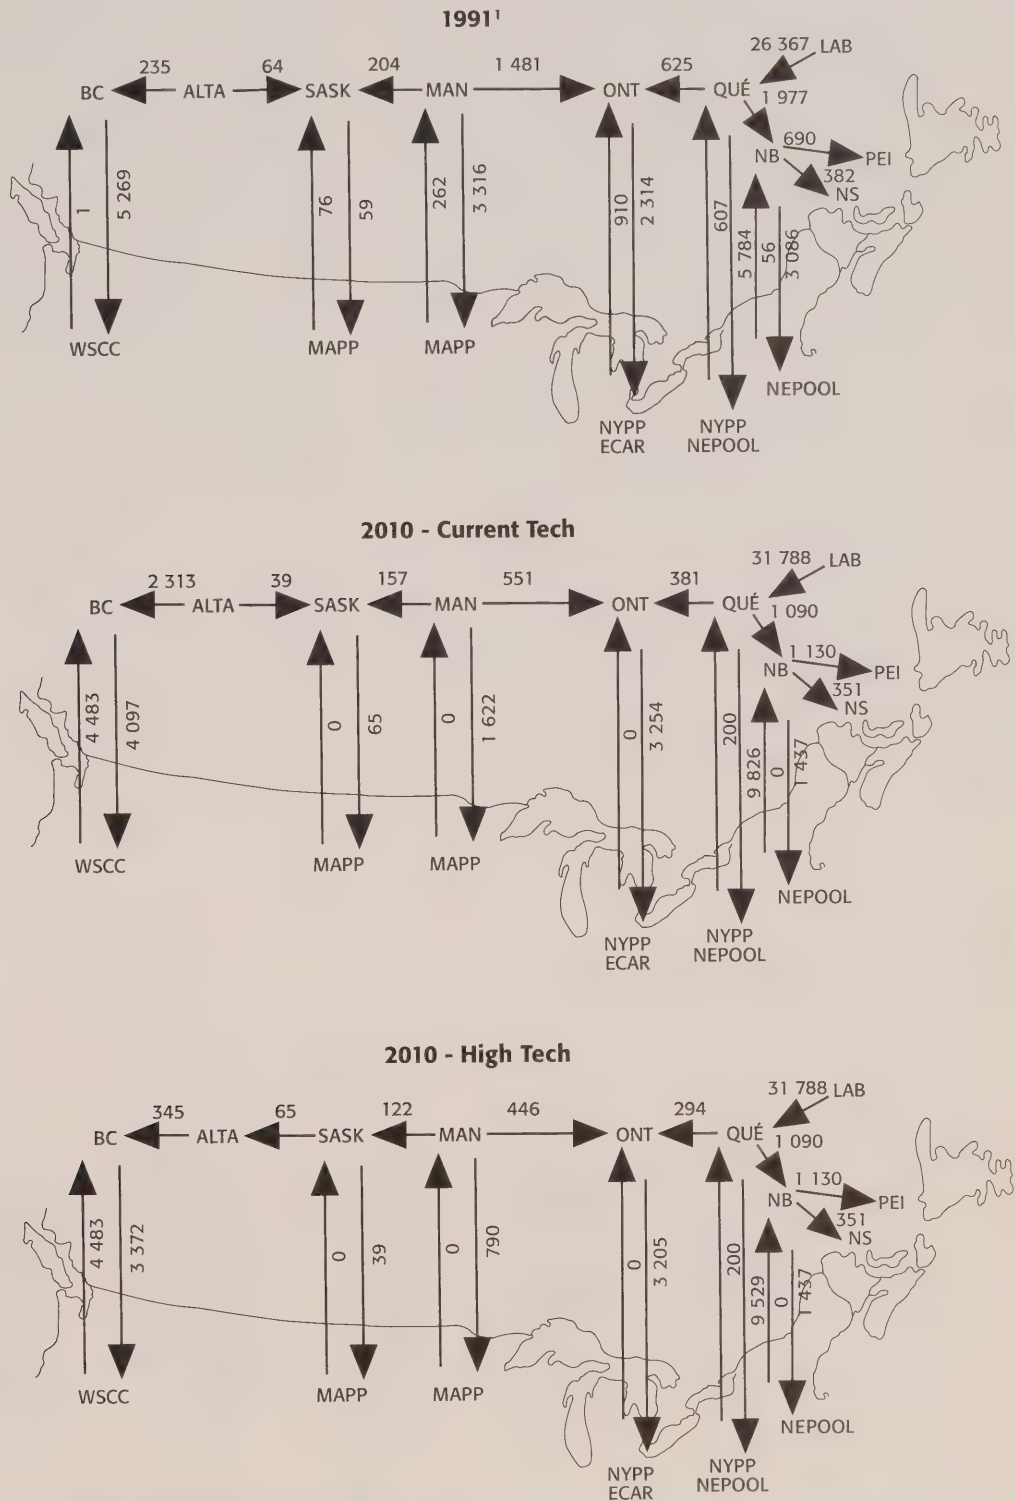 1991¹
26 367 LAB
235 64 204 1 481 625
BC ALTA SASK MAN ONT QUÉ
1 977
690
NB PEI
382
NS
1
5 269
76
59
262
3 316
910
2 314
607
5 784
56
3 086
WSCC MAPP MAPP
NEPOOL
NYPP NYPP
ECAR NEPOOL
2010 - Current Tech
31 788 LAB
2 313 39 157 551 381
BC ALTA SASK MAN ONT QUÉ
1 090
1 130
NB PEI
351
NS
4 483
4 097
0
65
0
1 622
0
3 254
200
9 826
0
1 437
WSCC MAPP MAPP
NEPOOL
NYPP NYPP
ECAR NEPOOL
2010 - High Tech
31 788 LAB
345 65 122 446 294
BC ALTA SASK MAN ONT QUÉ
1 090
1 130
NB PEI
351
NS
4 483
3 372
0
39
0
790
0
3 205
200
9 529
0
1 437
WSCC MAPP MAPP
NEPOOL
NYPP NYPP
ECAR NEPOOL